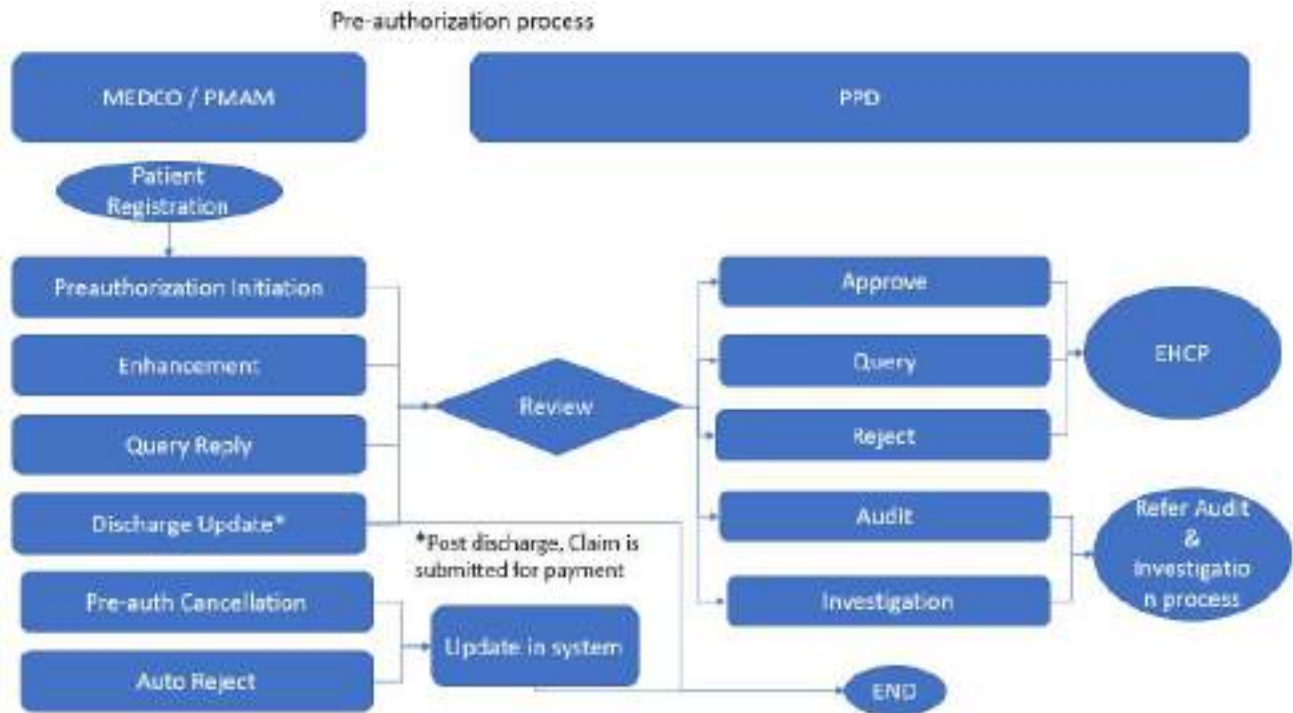 Pre-authorization process
MEDCO / PMAM
PPD
Patient
Registration
Preauthorization Initiation
Enhancement
Query Reply
Discharge Update*
Pre-auth Cancellation
Auto Reject
Review
*Post discharge, Claim is
submitted for payment
Update in system
Approve
Query
Reject
Audit
Investigation
EHCP
Refer Audit
&
Investigatio
n process
END